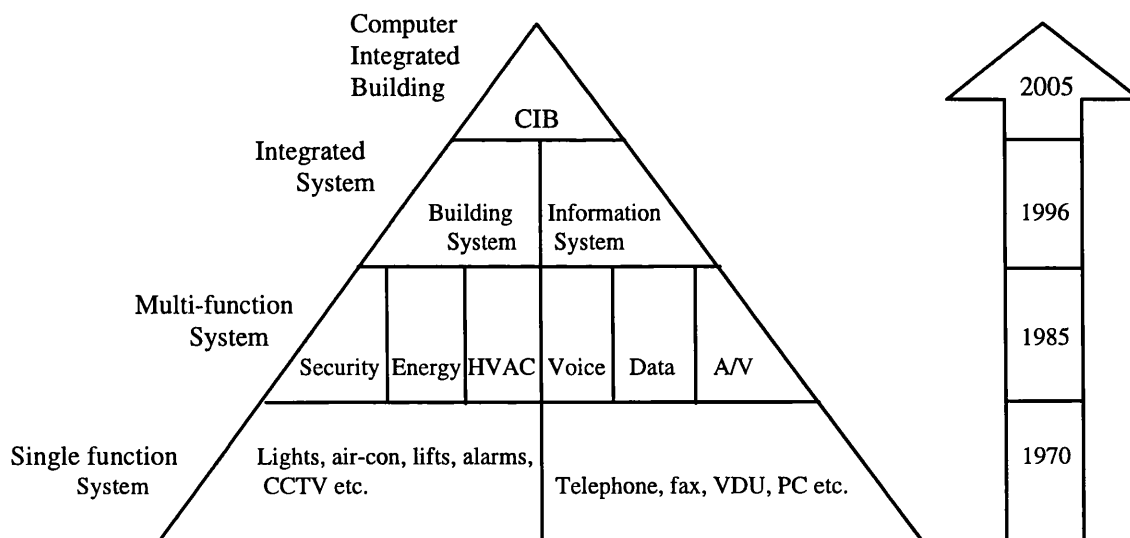 Computer
Integrated
Building
CIB
2005
Integrated
System
Building
System
Information
System
1996
Multi-function
System
Security Energy HVAC Voice Data A/V
1985
Single function
System
Lights, air-con, lifts, alarms,
CCTV etc.
Telephone, fax, VDU, PC etc.
1970